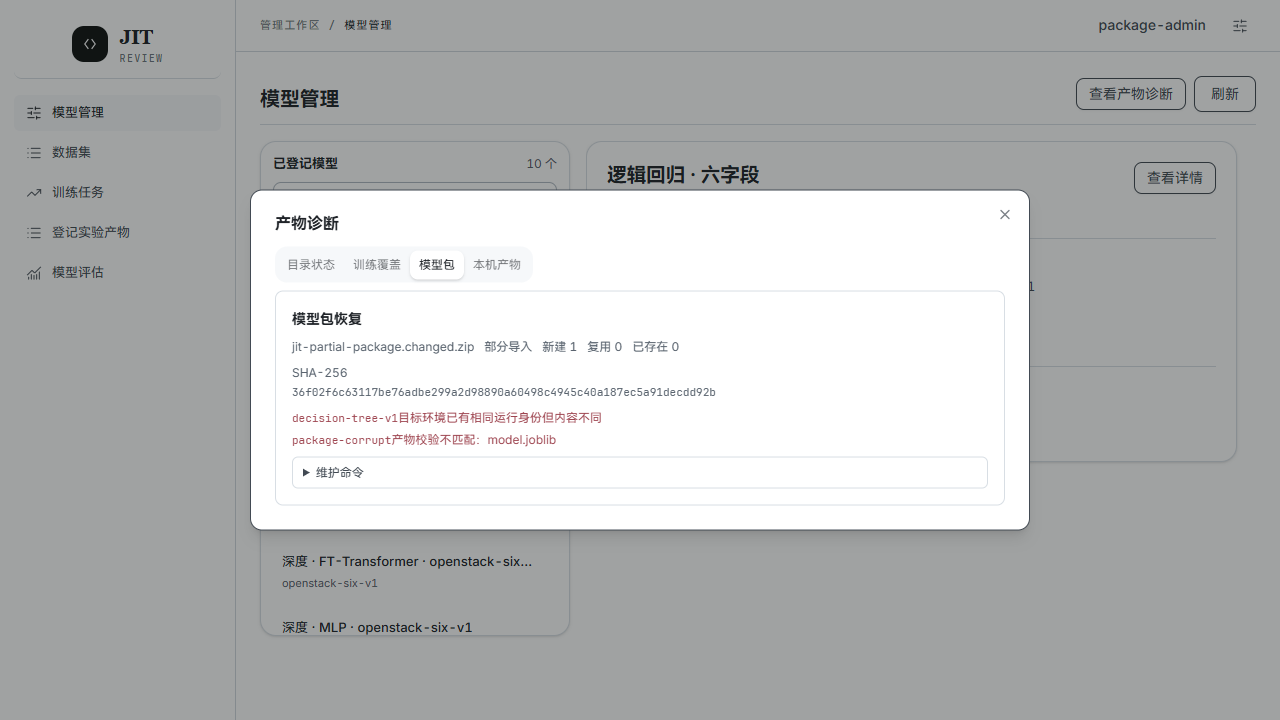 JIT
REVIEW
模型管理
数据集
训练任务
登记实验产物
模型评估
管理工作区 / 模型管理
package-admin
模型管理
查看产物诊断
刷新
已登记模型
10 个
逻辑回归 · 六字段
查看详情
产物诊断
目录状态
训练覆盖
模型包
本机产物
模型包恢复
jit-partial-package.changed.zip 部分导入 新建 1 复用 0 已存在 0
SHA-256
36f02f6c63117be76adbe299a2d98890a60498c4945c40a187ec5a91decdd92b
decision-tree-v1目标环境已有相同运行身份但内容不同
package-corrupt产物校验不匹配：model.joblib
维护命令
深度 · FT-Transformer · openstack-six...
openstack-six-v1
深度 · MLP · openstack-six-v1